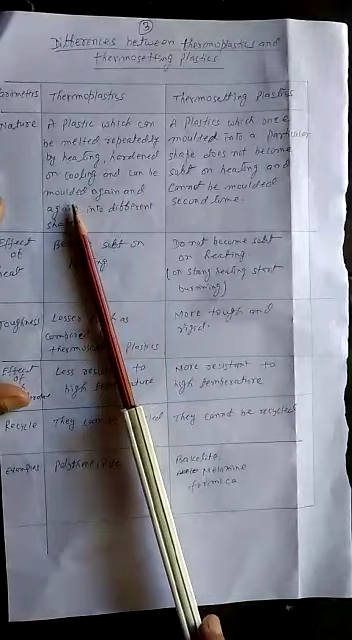 3
Differences between thermoplastics and
thermosetting plastics
Thermoplastics
Thermosetting Plastics
Nature
A Plastic which can
be melted repeatedly
by heating, hardened
on cooling and can be
moulded again and
again into different
A Plastics which once
moulded into a particular
shape does not become
soft on heating and
cannot be moulded
second time.
Effect
of
heat
soft on
Do not become soft
on heating.
(on strong heating start
burnning)
Toughness
Lesser as
compared
plastics
More tough and
rigid.
Effect
of
Less to
high
More resistant to
high temperature
Recycle
They can
They cannot be recycled
Examples
Polythene,
Bakelite,
Melamine
formica